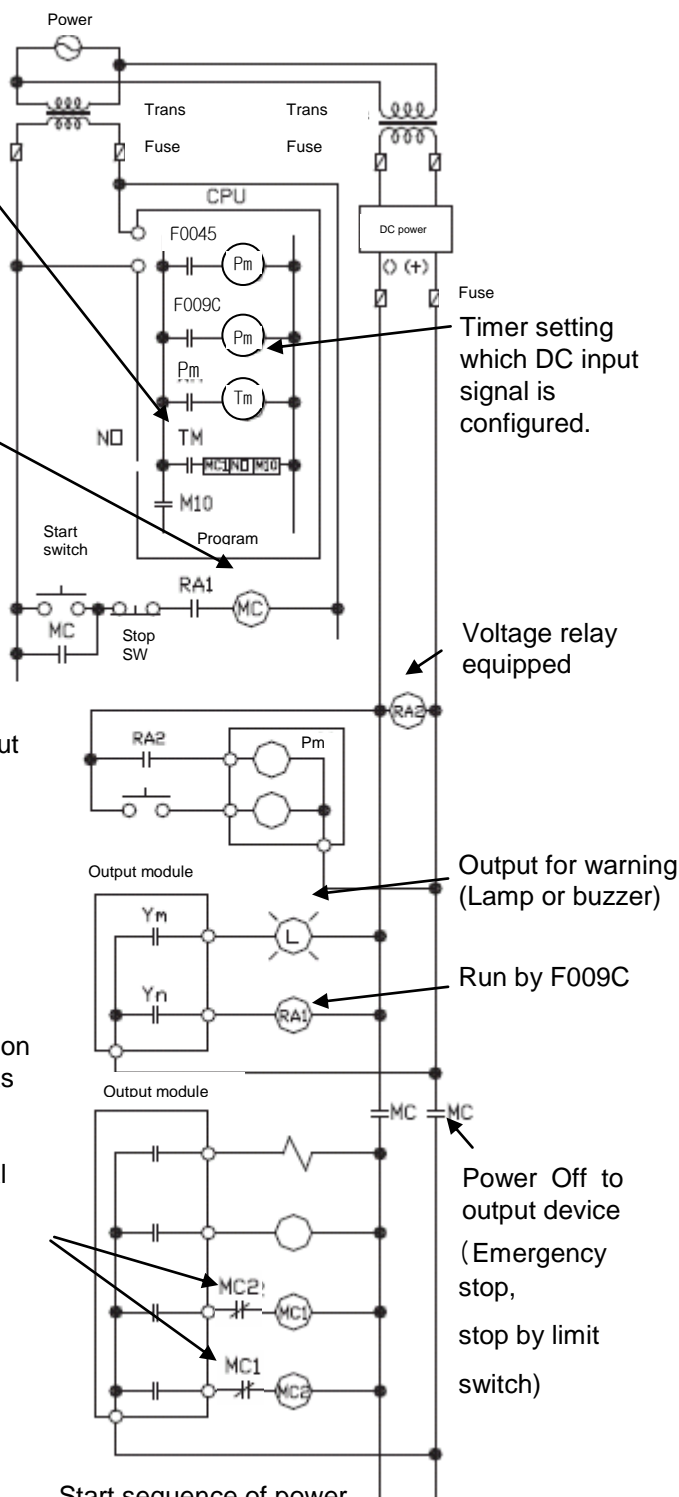 Power
Trans
Trans
Fuse
Fuse
CPU
DC power
F0045
Pm
(+)
Fuse
F009C
Pm
Timer setting
which DC input
signal is
configured.
Pm
Tm
NO
TM
MC1 NO M10
M10
Program
Start
switch
RA1
MC
MC
Stop
SW
Voltage relay
equipped
RA2
ut
RA2
Pm
Output for warning
(Lamp or buzzer)
Output module
Ym
L
Run by F009C
Yn
RA1
on
s
Output module
MC
MC
l
Power Off to
output device
(Emergency
stop,
stop by limit
switch)
MC2
MC1
MC1
MC2
Start sequence of power